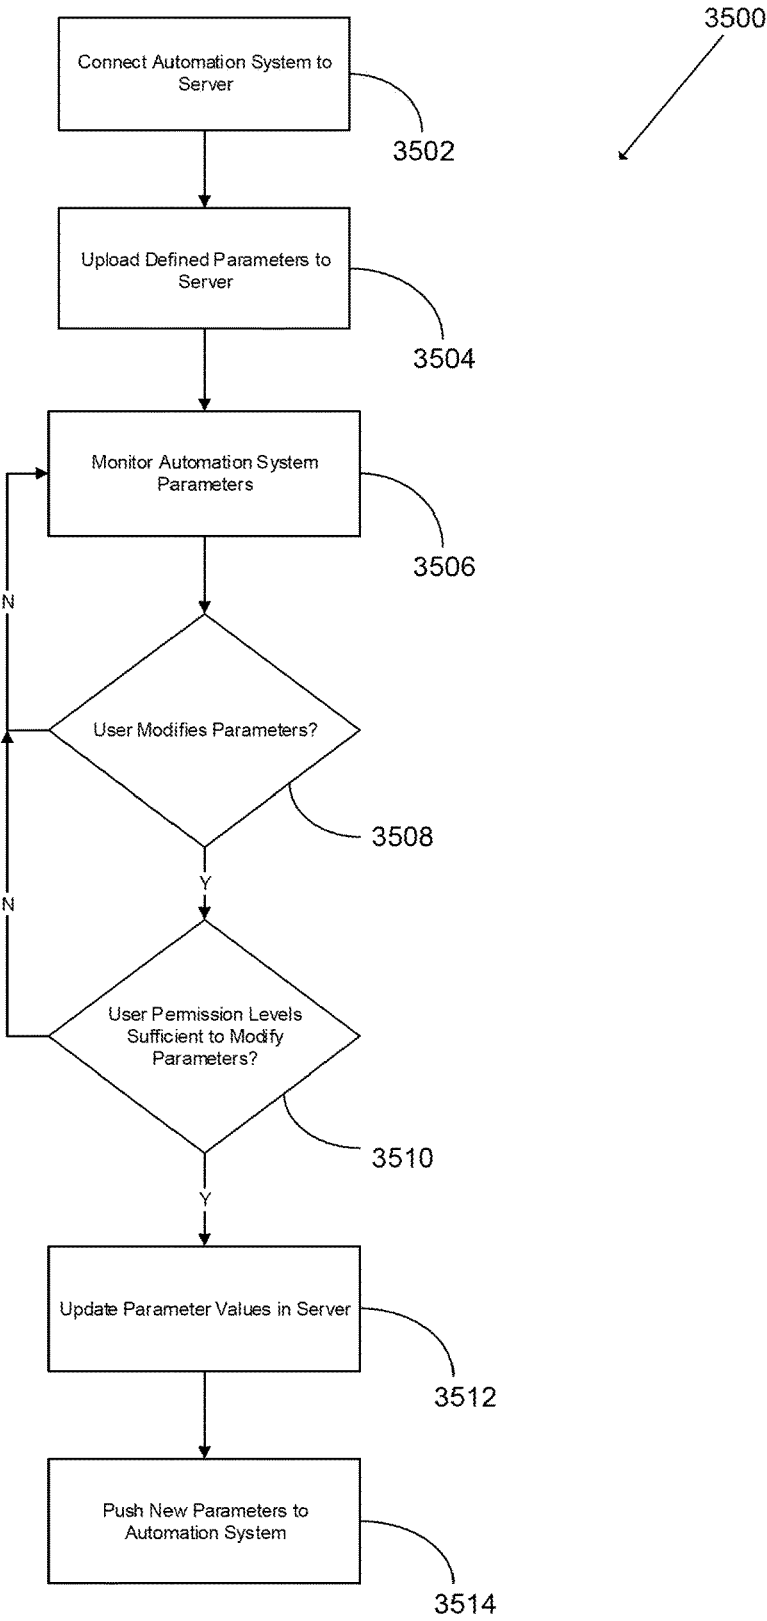 3500
Connect Automation System to
Server
3502
Upload Defined Parameters to
Server
3504
Monitor Automation System
Parameters
3506
N
User Modifies Parameters?
3508
Y
N
User Permission Levels
Sufficient to Modify
Parameters?
3510
Y
Update Parameter Values in Server
3512
Push New Parameters to
Automation System
3514